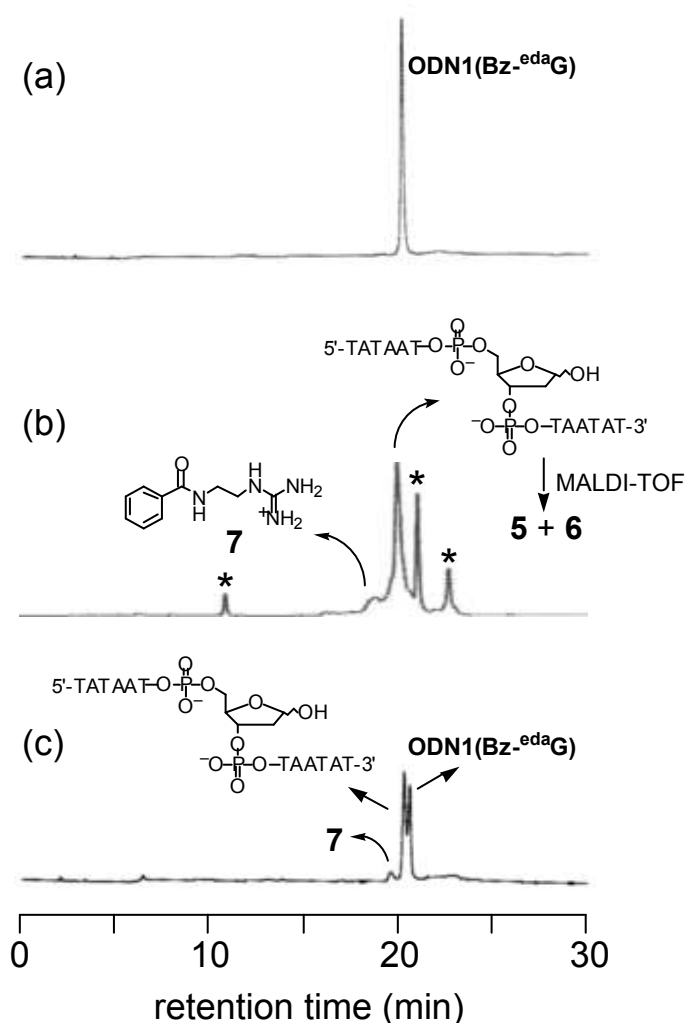 (a)
ODN1(Bz-edaG)
(b)
5'-TATAAT—O—P—O
O
O−
O
OH
O
−O—P—O—TAATAT-3'
O
MALDI-TOF
5 + 6
O
N
H
H
N
NH2
+NH2
7
*
*
*
(c)
5'-TATAAT—O—P—O
O
O−
O
OH
O
−O—P—O—TAATAT-3'
O
ODN1(Bz-edaG)
7
0 10 20 30
retention time (min)